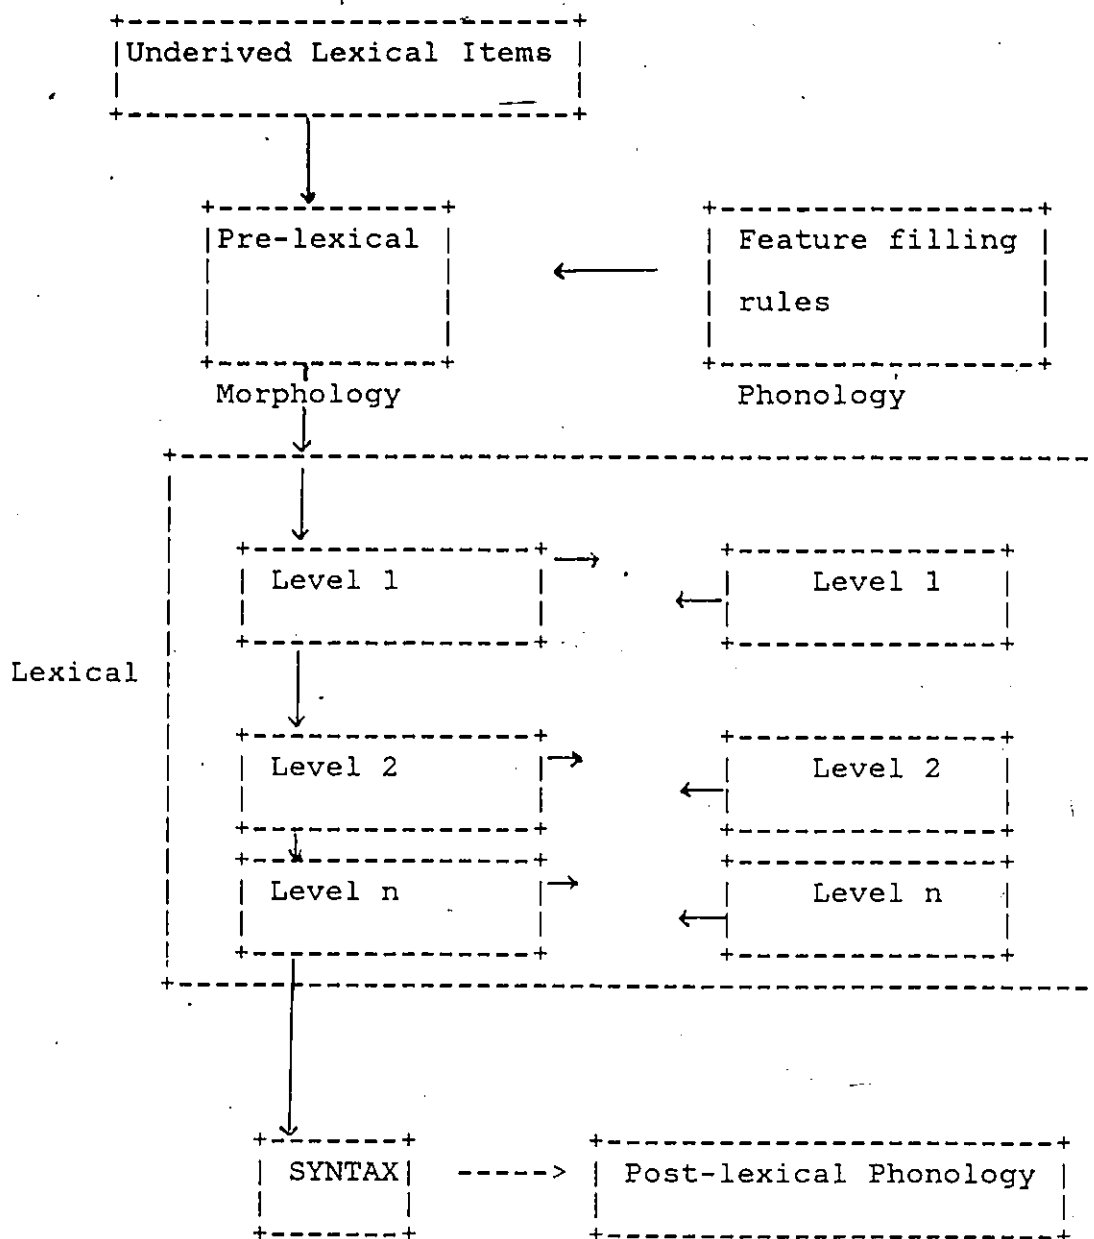 Underived Lexical Items
Pre-lexical
Feature filling
rules
Morphology
Phonology
Level 1
Level 1
Lexical
Level 2
Level 2
Level n
Level n
SYNTAX
Post-lexical Phonology